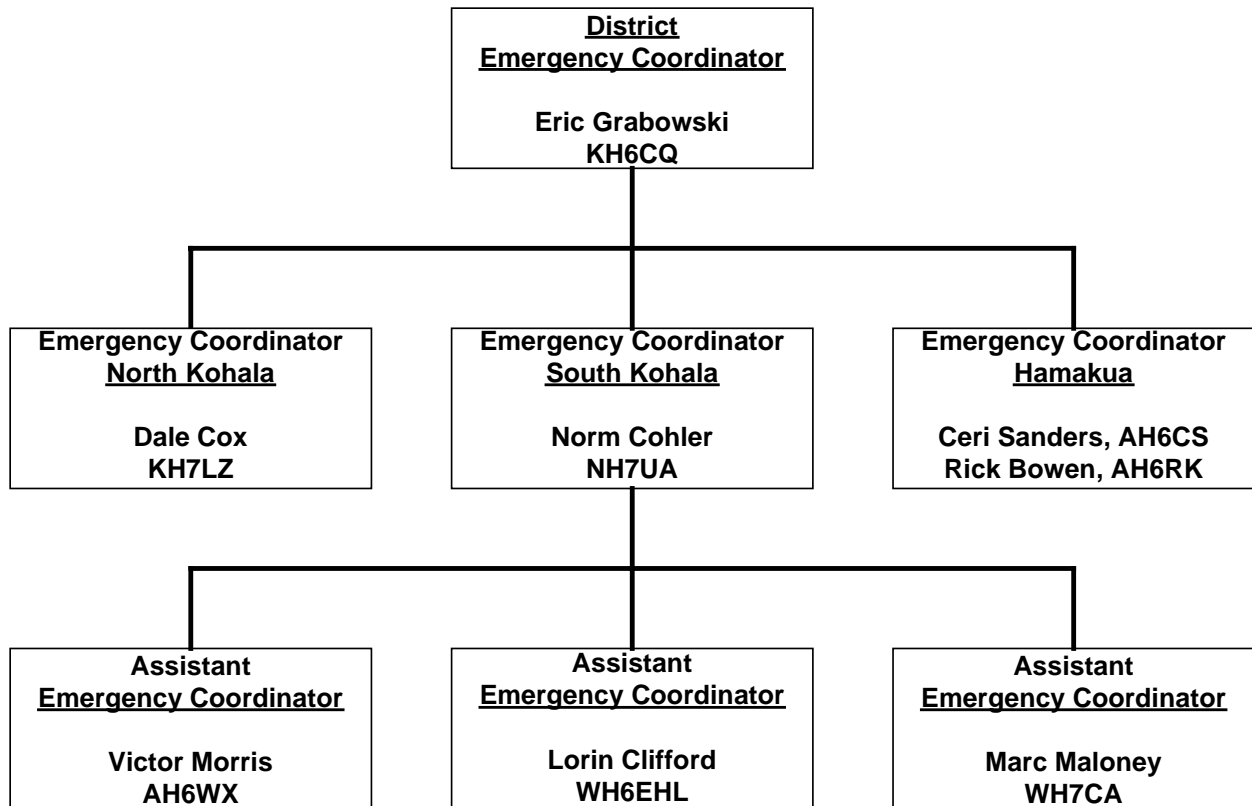 District
Emergency Coordinator
Eric Grabowski
KH6CQ
Emergency Coordinator
North Kohala
Dale Cox
KH7LZ
Emergency Coordinator
South Kohala
Norm Cohler
NH7UA
Emergency Coordinator
Hamakua
Ceri Sanders, AH6CS
Rick Bowen, AH6RK
Assistant
Emergency Coordinator
Victor Morris
AH6WX
Assistant
Emergency Coordinator
Lorin Clifford
WH6EHL
Assistant
Emergency Coordinator
Marc Maloney
WH7CA